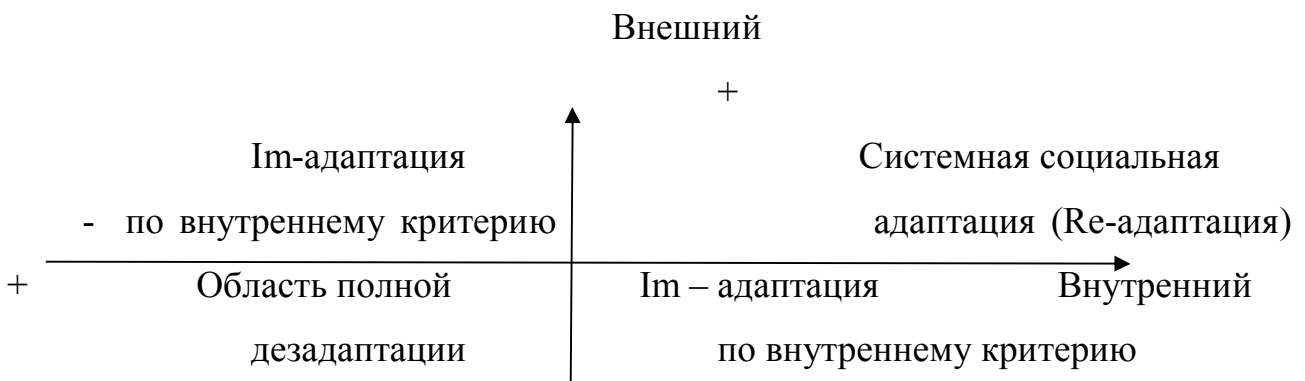 Внешний
+
Im-адаптация Системная социальная
- по внутреннему критерию адаптация (Re-адаптация)
+ Область полной Im – адаптация Внутренний
дезадаптации по внутреннему критерию